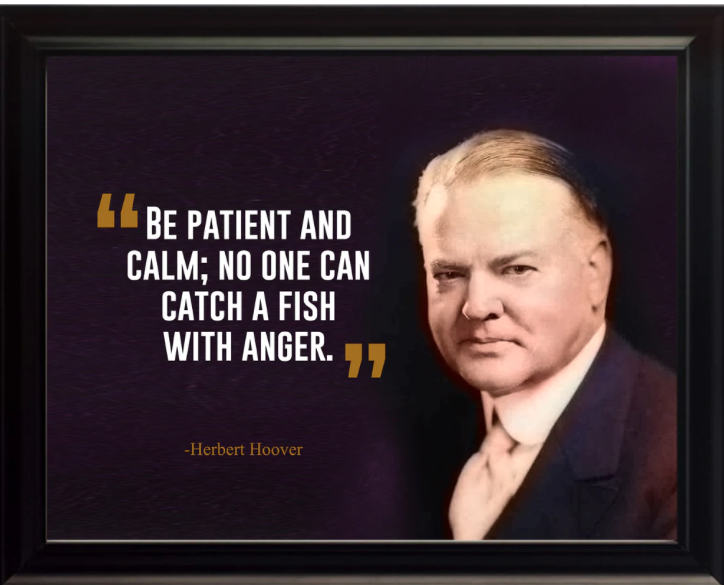 “ Be patient and
calm; no one can
catch a fish
with anger. ”
-Herbert Hoover